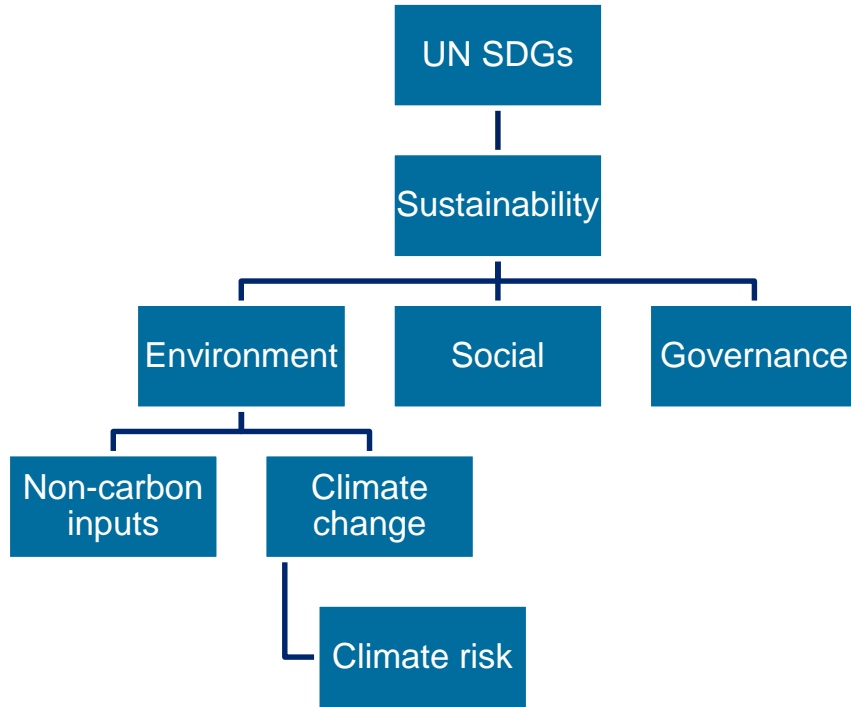 UN SDGs
Sustainability
Environment
Social
Governance
Non-carbon
inputs
Climate
change
Climate risk